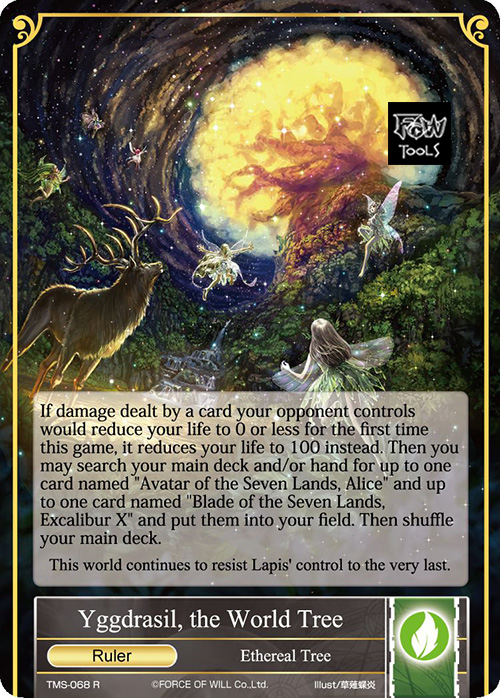 FoW
TOOLS
If damage dealt by a card your opponent controls
would reduce your life to 0 or less for the first time
this game, it reduces your life to 100 instead. Then you
may search your main deck and/or hand for up to one
card named "Avatar of the Seven Lands, Alice" and up
to one card named "Blade of the Seven Lands,
Excalibur X" and put them into your field. Then shuffle
your main deck.
This world continues to resist Lapis' control to the very last.
Yggdrasil, the World Tree
Ruler
Ethereal Tree
TMS-068 R ©FORCE OF WILL Co.,Ltd. Illust/草薙蝶炎